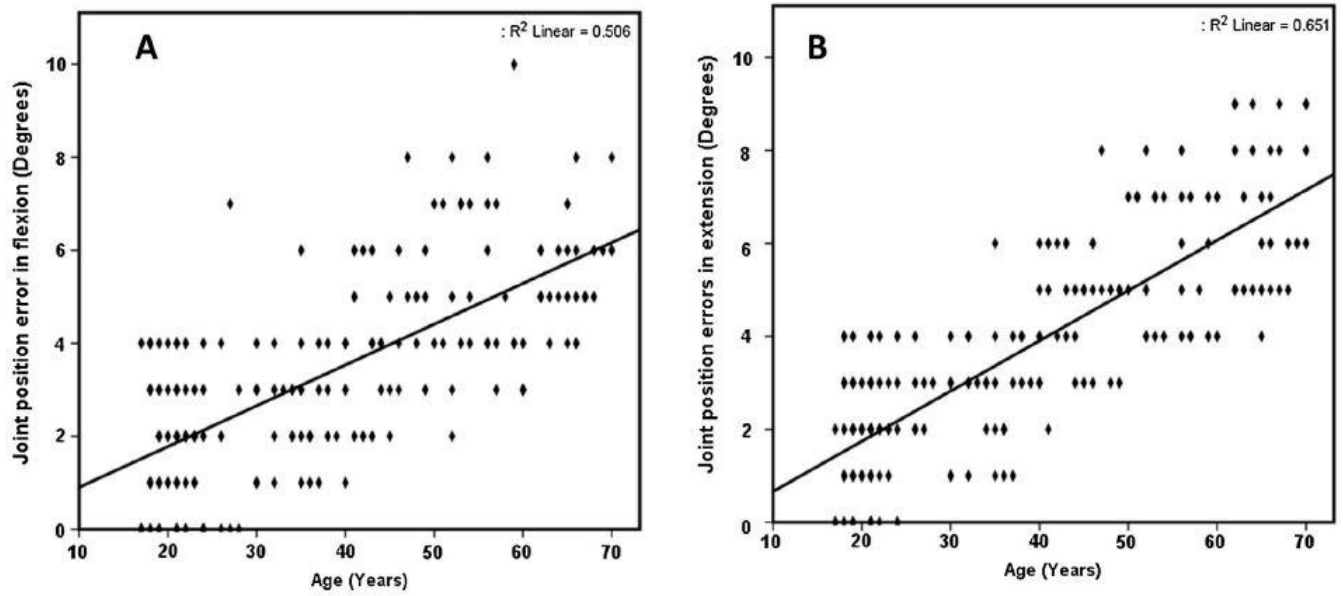 A
: R² Linear = 0.506
Joint position error in flexion (Degrees)
10
8
6
4
2
0
10 20 30 40 50 60 70
Age (Years)
B
: R² Linear = 0.651
Joint position errors in extension (Degrees)
10
8
6
4
2
0
10 20 30 40 50 60 70
Age (Years)